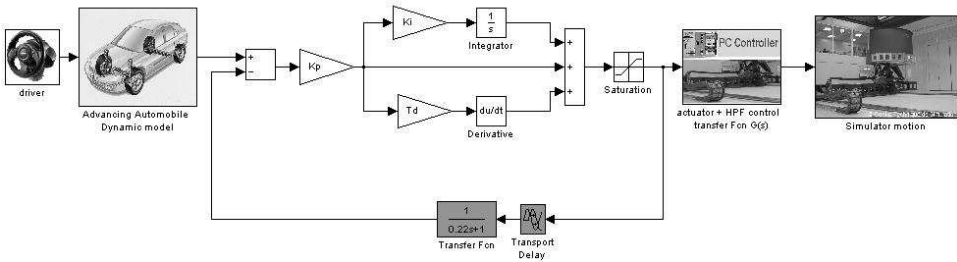 driver
Advancing Automobile
Dynamic model
+
−
Kp
Ki
1
s
Integrator
Td
du/dt
Derivative
+
+
+
Saturation
PC Controller
actuator + HPF control
transfer Fcn G(s)
Simulator motion
1
0.22s+1
Transfer Fcn
Transport
Delay